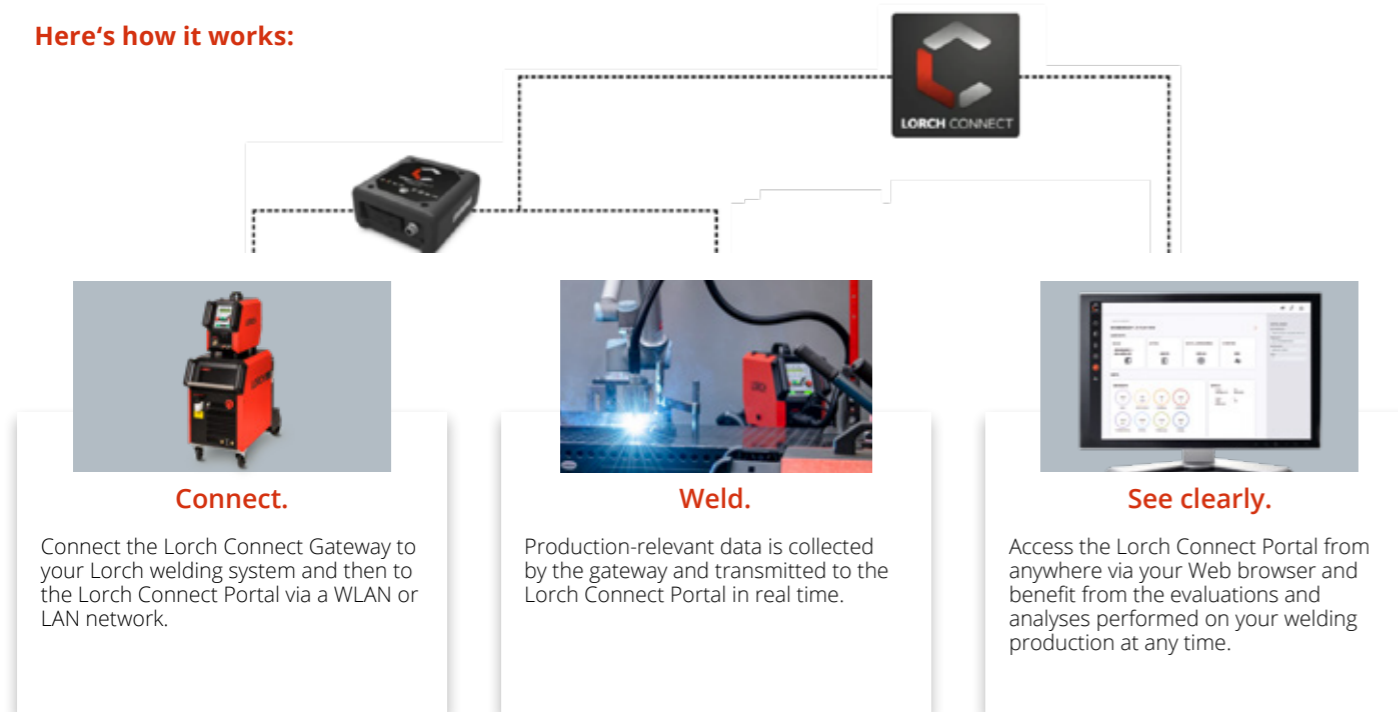 Here‘s how it works:
LORCH CONNECT
Connect.
Connect the Lorch Connect Gateway to
your Lorch welding system and then to
the Lorch Connect Portal via a WLAN or
LAN network.
Weld.
Production-relevant data is collected
by the gateway and transmitted to the
Lorch Connect Portal in real time.
See clearly.
Access the Lorch Connect Portal from
anywhere via your Web browser and
benefit from the evaluations and
analyses performed on your welding
production at any time.